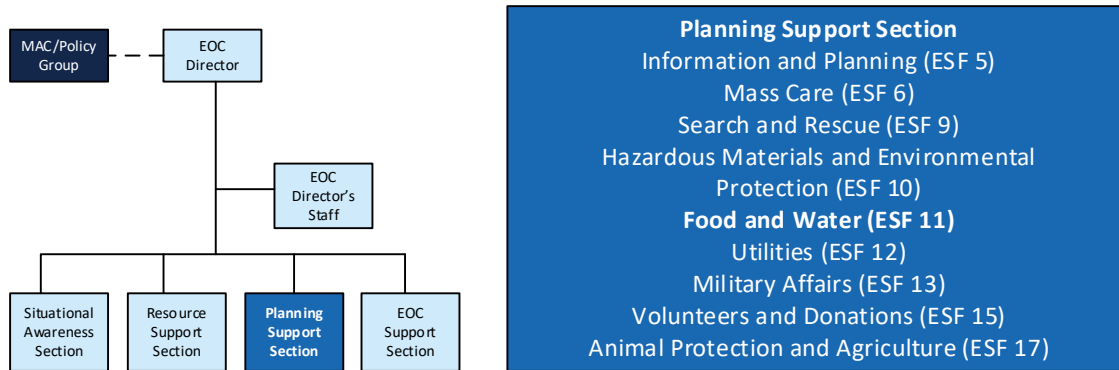 MAC/Policy
Group
EOC
Director
EOC
Director's
Staff
Situational
Awareness
Section
Resource
Support
Section
Planning
Support
Section
EOC
Support
Section
Planning Support Section
Information and Planning (ESF 5)
Mass Care (ESF 6)
Search and Rescue (ESF 9)
Hazardous Materials and Environmental
Protection (ESF 10)
Food and Water (ESF 11)
Utilities (ESF 12)
Military Affairs (ESF 13)
Volunteers and Donations (ESF 15)
Animal Protection and Agriculture (ESF 17)